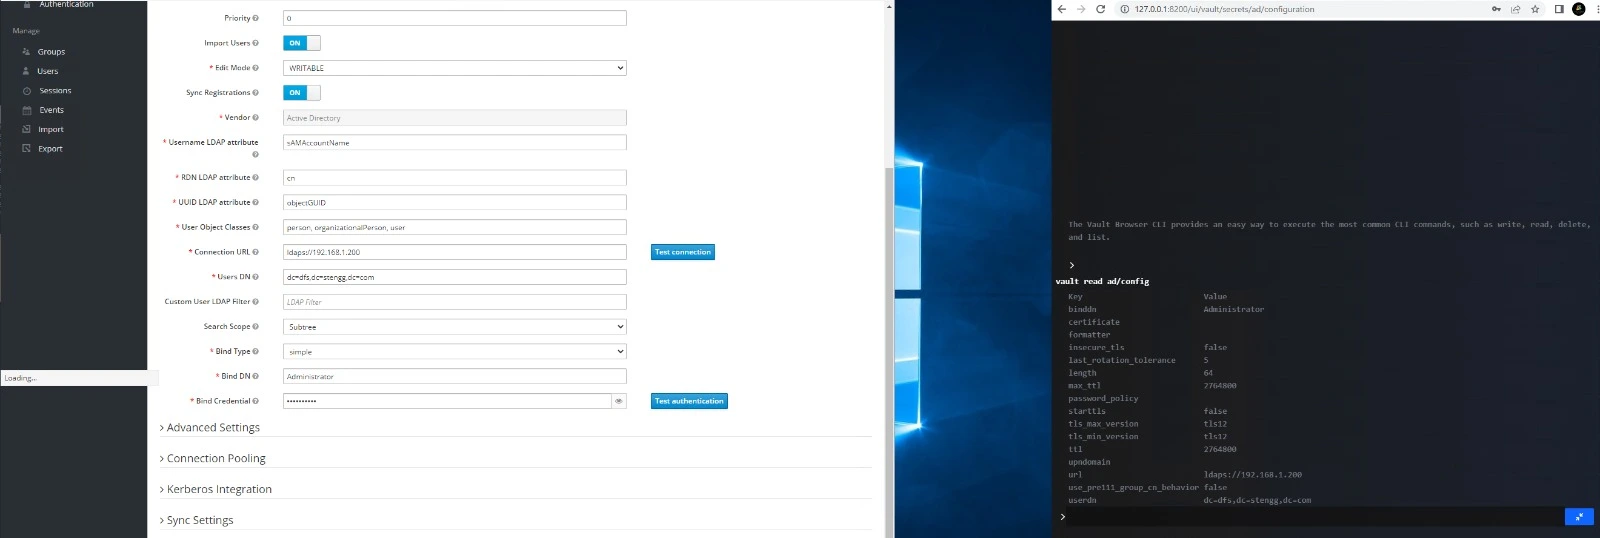 Authentication
Manage
Groups
Users
Sessions
Events
Import
Export
Loading...
Priority
0
Import Users
ON
* Edit Mode
WRITABLE
Sync Registrations
ON
* Vendor
Active Directory
* Username LDAP attribute
sAMAccountName
* RDN LDAP attribute
cn
* UUID LDAP attribute
objectGUID
* User Object Classes
person, organizationalPerson, user
* Connection URL
ldaps://192.168.1.200
Test connection
* Users DN
dc=dfs,dc=stengg,dc=com
Custom User LDAP Filter
LDAP Filter
Search Scope
Subtree
* Bind Type
simple
* Bind DN
Administrator
* Bind Credential
••••••••••
Test authentication
> Advanced Settings
> Connection Pooling
> Kerberos Integration
> Sync Settings
127.0.0.1:8200/ui/vault/secrets/ad/configuration
The Vault Browser CLI provides an easy way to execute the most common CLI commands, such as write, read, delete,
and list.
>
vault read ad/config
Key Value
binddn Administrator
certificate
formatter
insecure_tls false
last_rotation_tolerance 5
length 64
max_ttl 2764800
password_policy
starttls false
tls_max_version tls12
tls_min_version tls12
ttl 2764800
upndomain
url ldaps://192.168.1.200
use_pre111_group_cn_behavior false
userdn dc=dfs,dc=stengg,dc=com
>